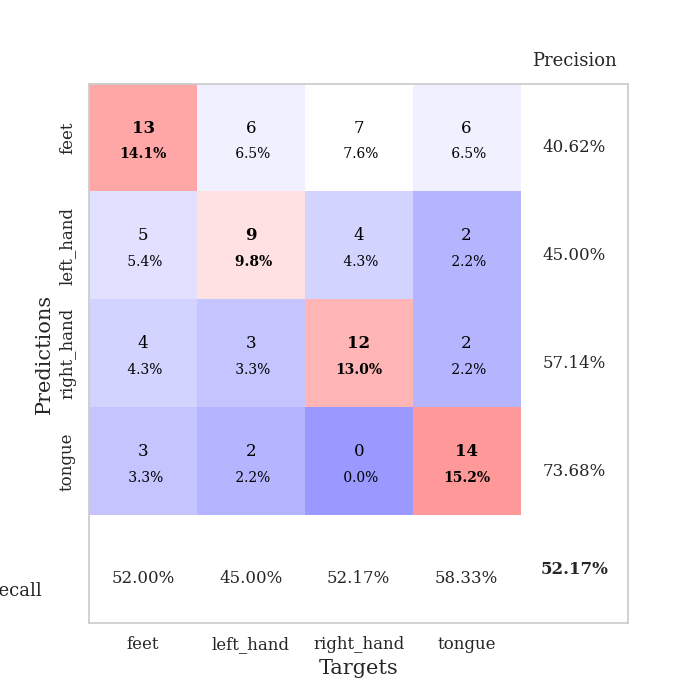 Precision
feet 13 6 7 6 40.62%
14.1% 6.5% 7.6% 6.5%
left_hand 5 9 4 2 45.00%
5.4% 9.8% 4.3% 2.2%
Predictions
right_hand 4 3 12 2 57.14%
4.3% 3.3% 13.0% 2.2%
tongue 3 2 0 14 73.68%
3.3% 2.2% 0.0% 15.2%
ecall 52.00% 45.00% 52.17% 58.33% 52.17%
feet left_hand right_hand tongue
Targets